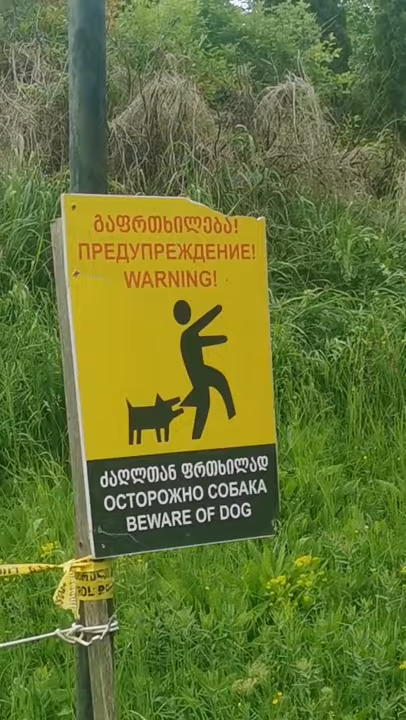 გაფრთხილება!
ПРЕДУПРЕЖДЕНИЕ!
WARNING!
ძაღლთან ფრთხილად
ОСТОРОЖНО СОБАКА
BEWARE OF DOG